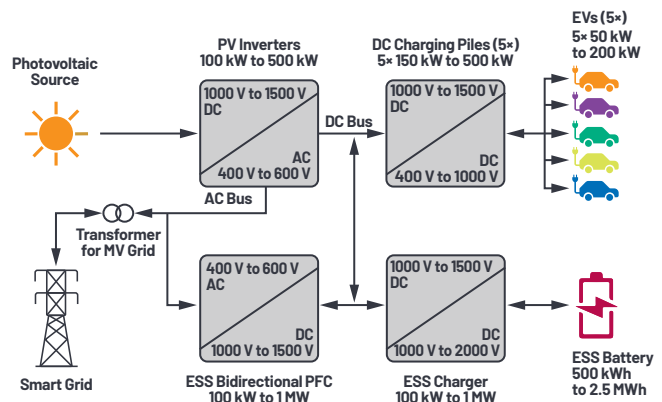 Photovoltaic
Source
PV Inverters
100 kW to 500 kW
1000 V to 1500 V
DC
AC
400 V to 600 V
DC Bus
AC Bus
DC Charging Piles (5×)
5× 150 kW to 500 kW
1000 V to 1500 V
DC
DC
400 V to 1000 V
EVs (5×)
5× 50 kW
to 200 kW
Transformer
for MV Grid
Smart Grid
400 V to 600 V
AC
DC
1000 V to 1500 V
ESS Bidirectional PFC
100 kW to 1 MW
1000 V to 1500 V
DC
DC
1000 V to 2000 V
ESS Charger
100 kW to 1 MW
ESS Battery
500 kWh
to 2.5 MWh